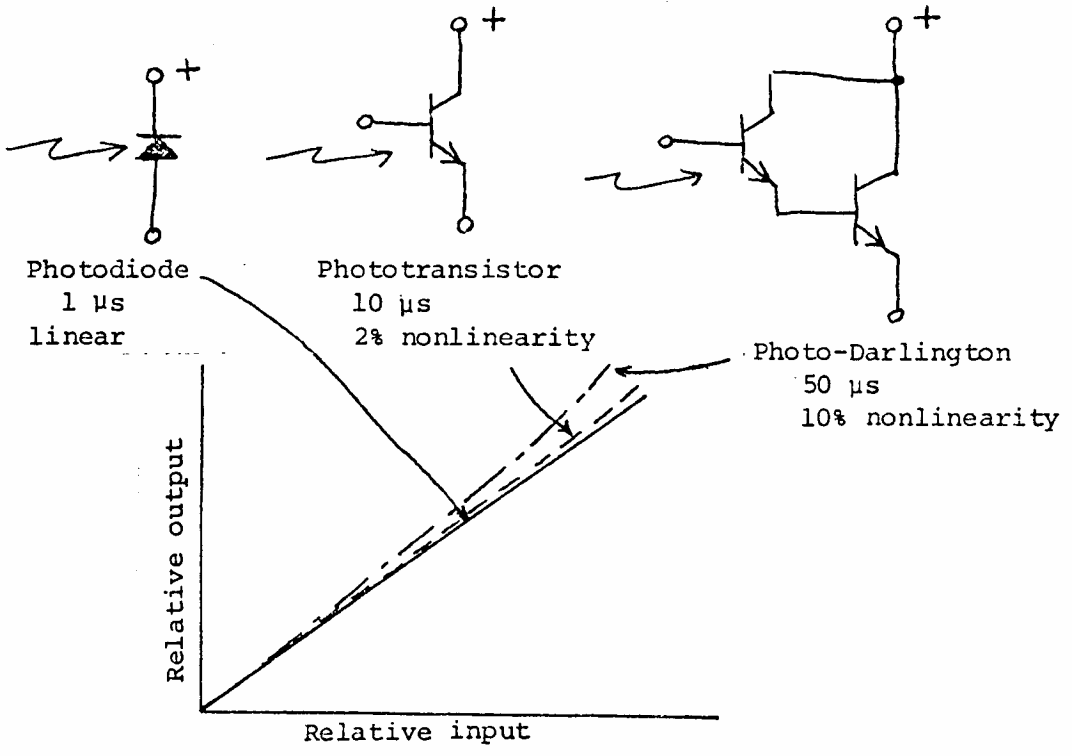 +
+
+
Photodiode
1 µs
linear
Phototransistor
10 µs
2% nonlinearity
Photo-Darlington
50 µs
10% nonlinearity
Relative output
Relative input